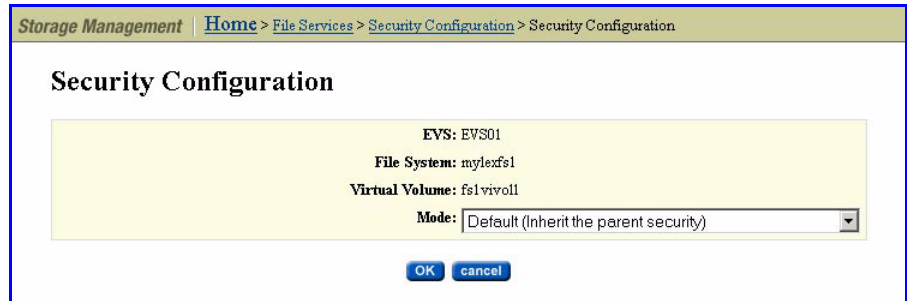 Storage Management | Home > File Services > Security Configuration > Security Configuration
Security Configuration
EVS: EVS01
File System: mylexfs1
Virtual Volume: fs1vivol1
Mode: Default (Inherit the parent security)
OK cancel